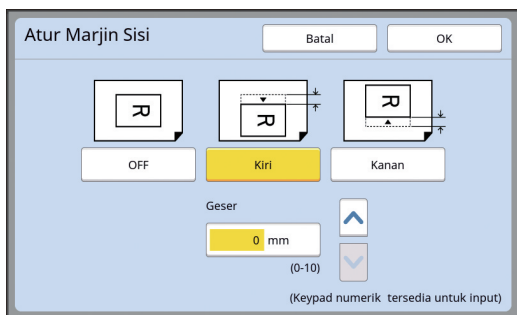 Atur Marjin Sisi
Batal
OK
R
R
R
OFF
Kiri
Kanan
Geser
0 mm
(0-10)
(Keypad numerik tersedia untuk input)